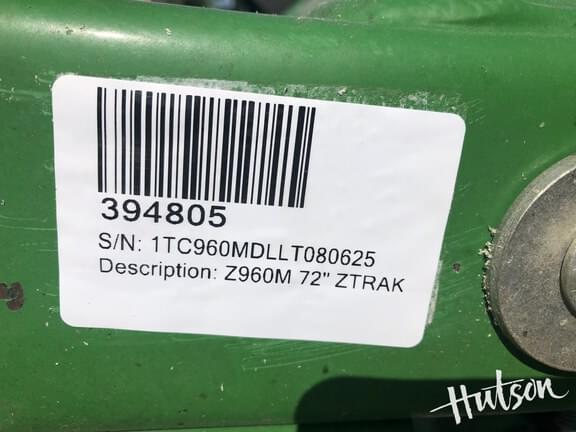 394805
S/N: 1TC960MDLLT080625
Description: Z960M 72" ZTRAK
Hutson